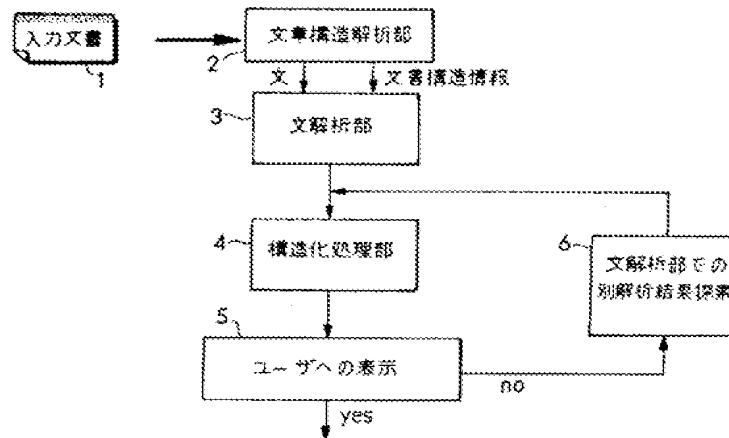 入力文書
1
文章構造解析部
2
文
文書構造情報
3
文解析部
4
構造化処理部
6
文解析部での
別解析結果探索
5
ユーザへの表示
no
yes